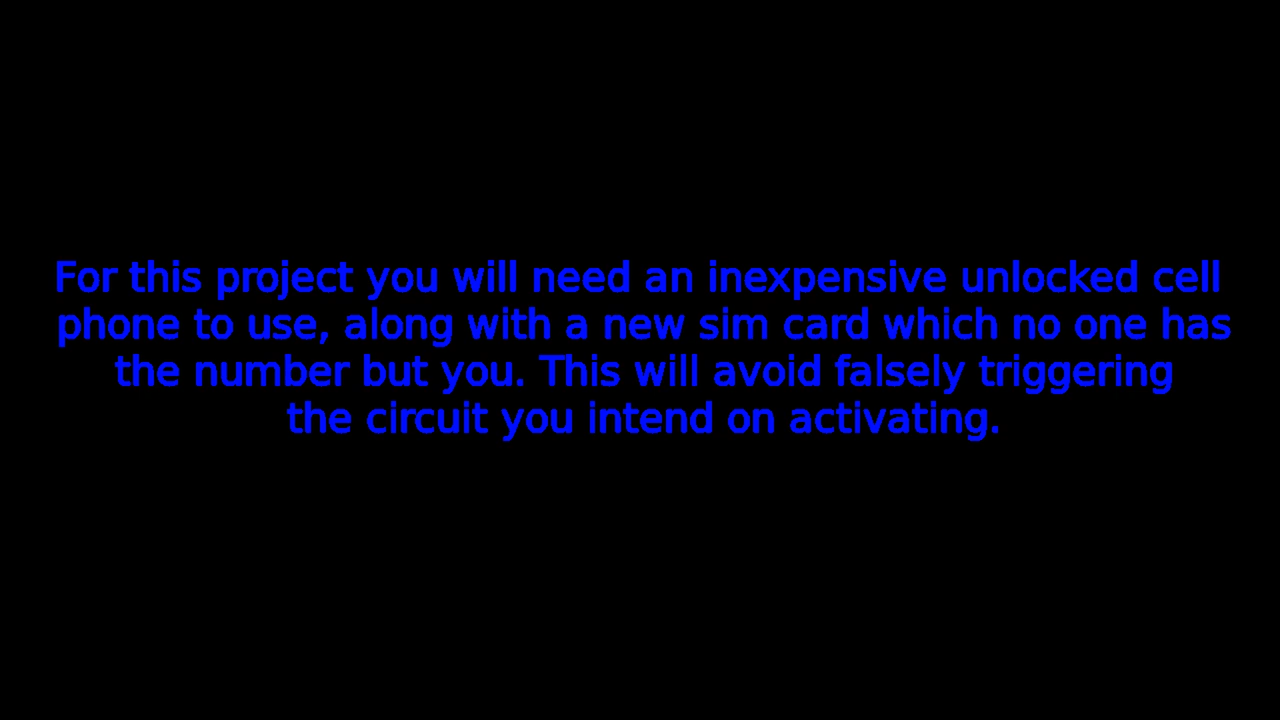 For this project you will need an inexpensive unlocked cell
phone to use, along with a new sim card which no one has
the number but you. This will avoid falsely triggering
the circuit you intend on activating.